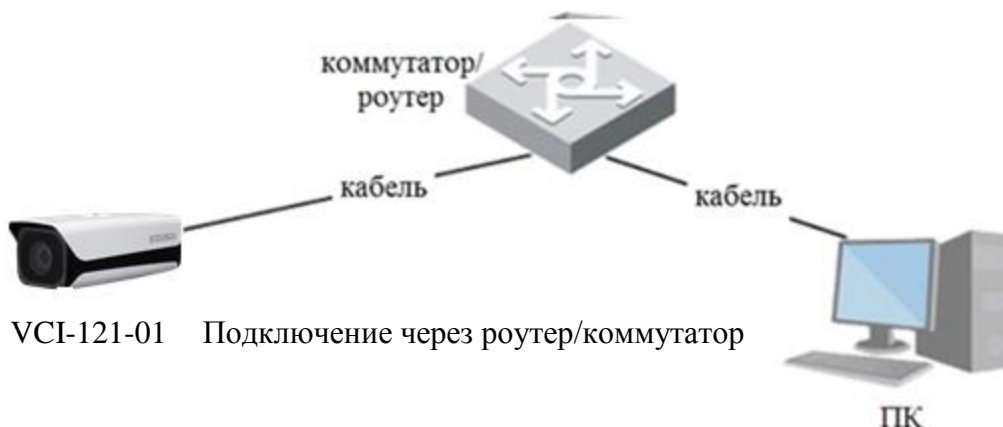 коммутатор/
роутер
кабель
кабель
VCI-121-01 Подключение через роутер/коммутатор
ПК